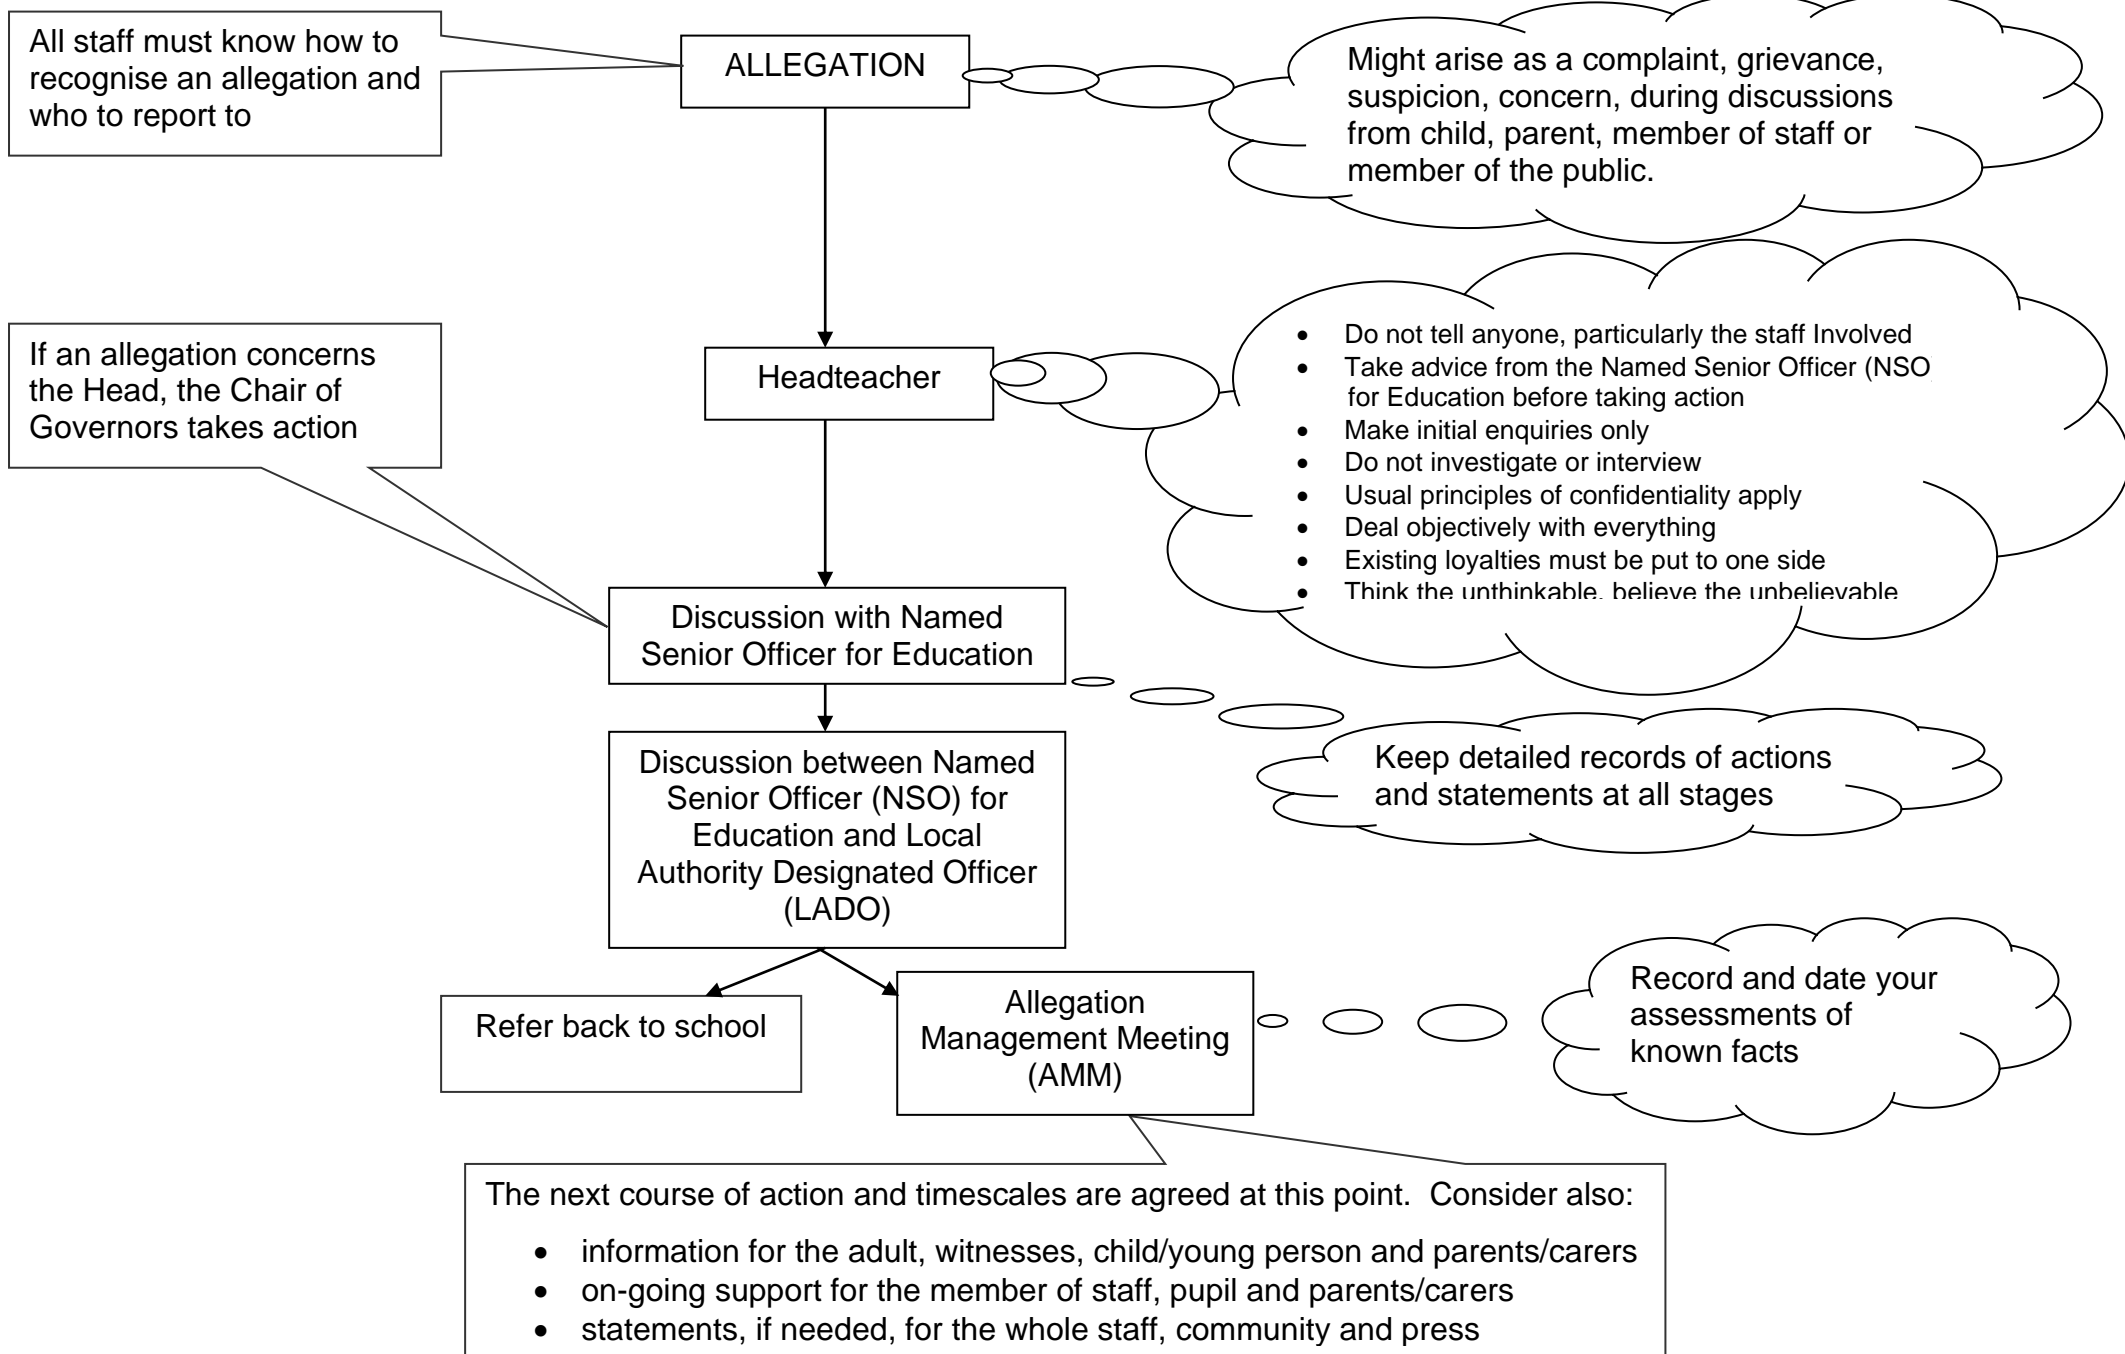 All staff must know how to
recognise an allegation and
who to report to
ALLEGATION
Might arise as a complaint, grievance,
suspicion, concern, during discussions
from child, parent, member of staff or
member of the public.
If an allegation concerns
the Head, the Chair of
Governors takes action
Headteacher
• Do not tell anyone, particularly the staff Involved
• Take advice from the Named Senior Officer (NSO
for Education before taking action
• Make initial enquiries only
• Do not investigate or interview
• Usual principles of confidentiality apply
• Deal objectively with everything
• Existing loyalties must be put to one side
• Think the unthinkable, believe the unbelievable
Discussion with Named
Senior Officer for Education
Keep detailed records of actions
and statements at all stages
Discussion between Named
Senior Officer (NSO) for
Education and Local
Authority Designated Officer
(LADO)
Refer back to school
Allegation
Management Meeting
(AMM)
Record and date your
assessments of
known facts
The next course of action and timescales are agreed at this point.  Consider also:
• information for the adult, witnesses, child/young person and parents/carers
• on-going support for the member of staff, pupil and parents/carers
• statements, if needed, for the whole staff, community and press